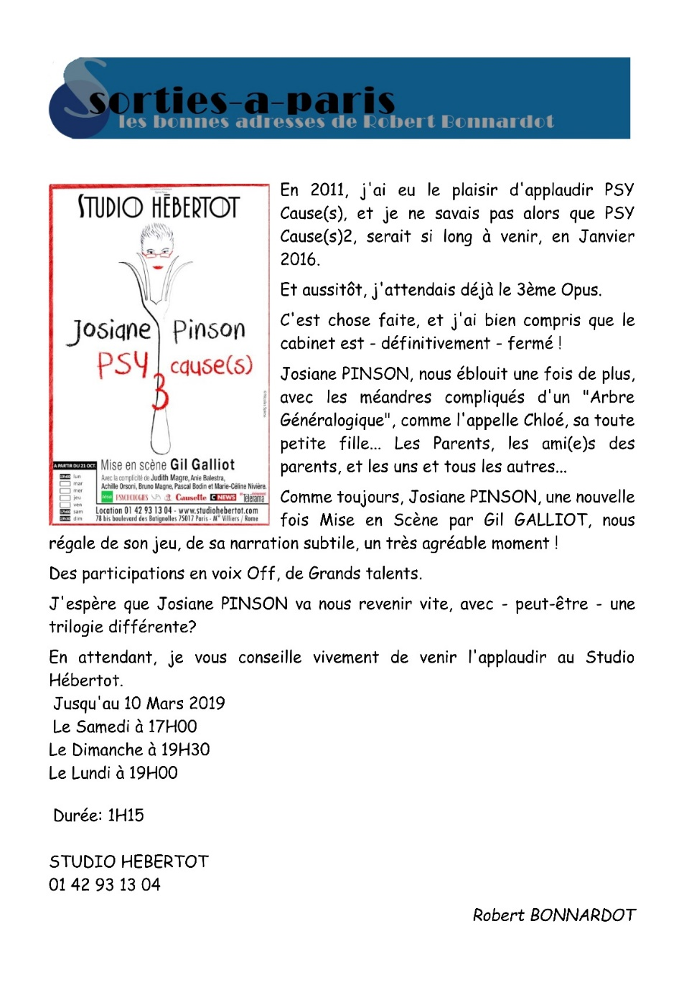 sorties-a-paris
les bonnes adresses de Robert Bonnardot
STUDIO HÉBERTOT
Josiane Pinson
PSY cause(s)
3
A PARTIR DU 21 OCT.
Mise en scène Gil Galliot
Avec la complicité de Judith Magre, Anie Balestra,
Achille Orsoni, Bruno Magne, Pascal Bodin et Marie-Céline Nivière.
19h00 lun
mar
mer
jeu
ven
17h00 sam
19h30 dim
PSYCHOLOGIES Causette CNEWS Télérama
Location 01 42 93 13 04 - www.studiohebertot.com
78 bis boulevard des Batignolles 75017 Paris - M° Villiers / Rome
En 2011, j'ai eu le plaisir d'applaudir PSY
Cause(s), et je ne savais pas alors que PSY
Cause(s)2, serait si long à venir, en Janvier
2016.
Et aussitôt, j'attendais déjà le 3ème Opus.
C'est chose faite, et j'ai bien compris que le
cabinet est - définitivement - fermé !
Josiane PINSON, nous éblouit une fois de plus,
avec les méandres compliqués d'un "Arbre
Généralogique", comme l'appelle Chloé, sa toute
petite fille... Les Parents, les ami(e)s des
parents, et les uns et tous les autres...
Comme toujours, Josiane PINSON, une nouvelle
fois Mise en Scène par Gil GALLIOT, nous
régale de son jeu, de sa narration subtile, un très agréable moment !
Des participations en voix Off, de Grands talents.
J'espère que Josiane PINSON va nous revenir vite, avec - peut-être - une
trilogie différente?
En attendant, je vous conseille vivement de venir l'applaudir au Studio
Hébertot.
Jusqu'au 10 Mars 2019
Le Samedi à 17H00
Le Dimanche à 19H30
Le Lundi à 19H00
Durée: 1H15
STUDIO HEBERTOT
01 42 93 13 04
Robert BONNARDOT